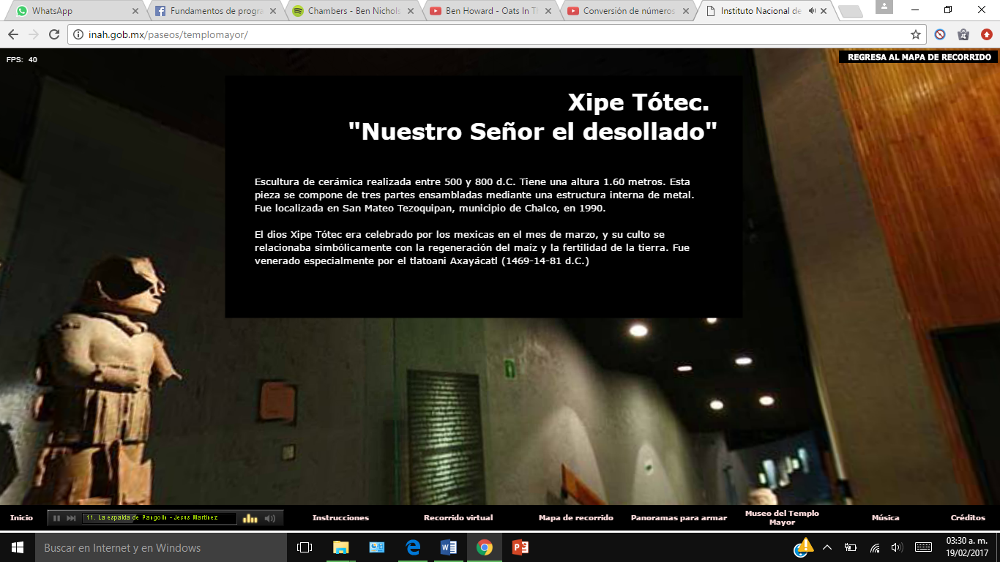 WhatsApp
Fundamentos de progra
Chambers - Ben Nichols
Ben Howard - Oats In T
Conversión de números
Instituto Nacional de
inah.gob.mx/paseos/templomayor/
FPS: 40
REGRESA AL MAPA DE RECORRIDO
Xipe Tótec.
"Nuestro Señor el desollado"
Escultura de cerámica realizada entre 500 y 800 d.C. Tiene una altura 1.60 metros. Esta
pieza se compone de tres partes ensambladas mediante una estructura interna de metal.
Fue localizada en San Mateo Tezoquipan, municipio de Chalco, en 1990.
El dios Xipe Tótec era celebrado por los mexicas en el mes de marzo, y su culto se
relacionaba simbólicamente con la regeneración del maíz y la fertilidad de la tierra. Fue
venerado especialmente por el tlatoani Axayácatl (1469-14-81 d.C.)
Inicio
11. La espalda de Pangolin - Jesús Martínez
Instrucciones
Recorrido virtual
Mapa de recorrido
Panoramas para armar
Museo del Templo
Mayor
Música
Créditos
Buscar en Internet y en Windows
03:30 a. m.
19/02/2017